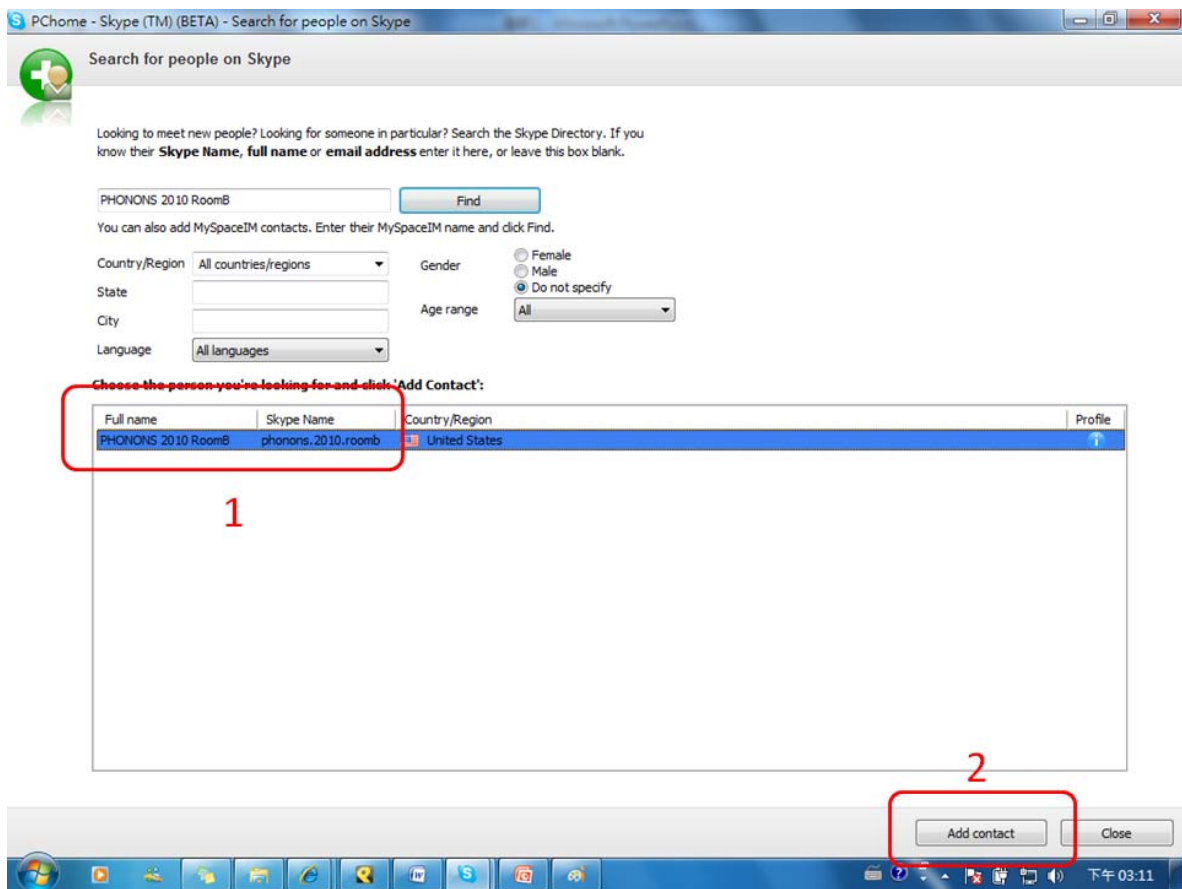 PChome - Skype (TM) (BETA) - Search for people on Skype
Search for people on Skype
Looking to meet new people? Looking for someone in particular? Search the Skype Directory. If you
know their Skype Name, full name or email address enter it here, or leave this box blank.
PHONONS 2010 RoomB
Find
You can also add MySpaceIM contacts. Enter their MySpaceIM name and click Find.
Country/Region All countries/regions
Gender
Female
Male
Do not specify
State
Age range All
City
Language All languages
Choose the person you're looking for and click 'Add Contact':
Full name Skype Name Country/Region Profile
PHONONS 2010 RoomB phonons.2010.roomb United States
1
2
Add contact
Close
下午 03:11